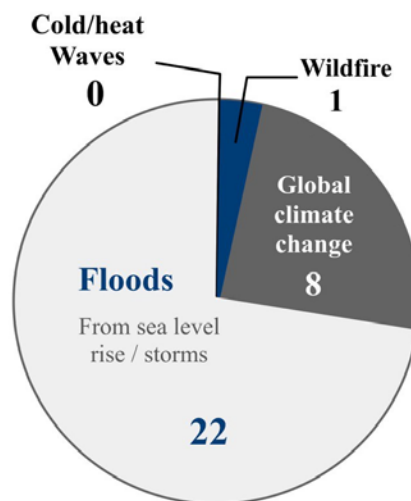 Cold/heat
Waves
0
Wildfire
1
Global
climate
change
8
Floods
From sea level
rise / storms
22